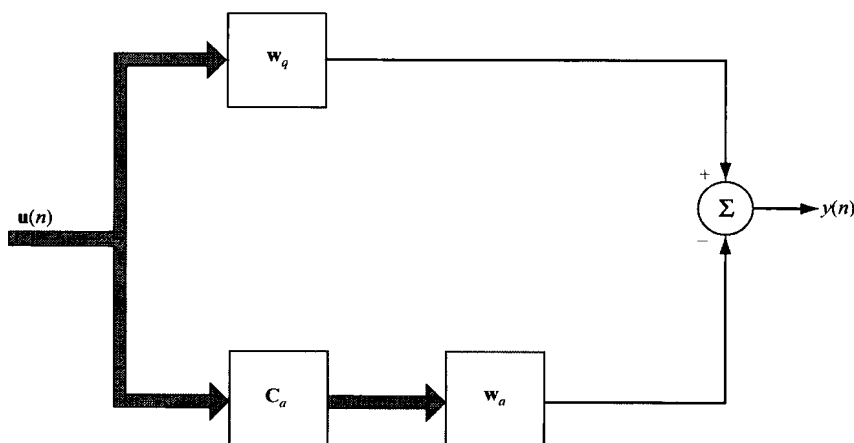 w_q
+
u(n)
Σ
y(n)
−
C_a
w_a